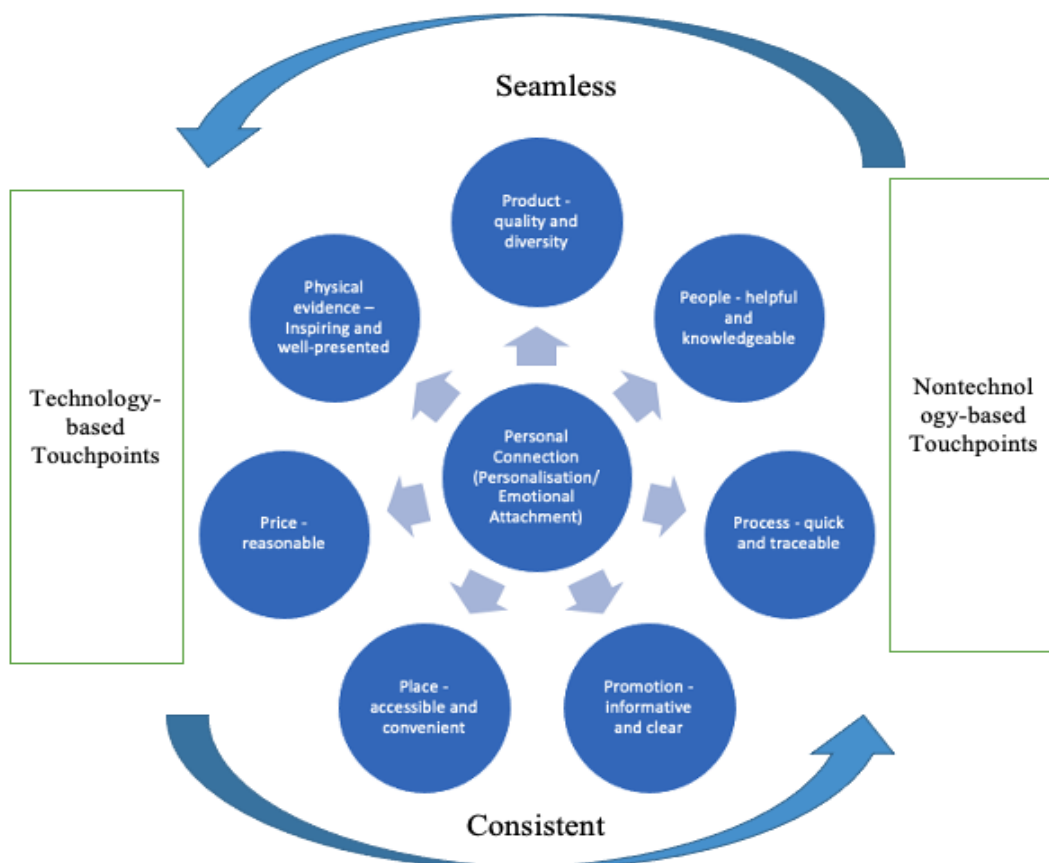 Seamless
Product -
quality and
diversity
People - helpful
and
knowledgeable
Process - quick
and traceable
Promotion -
informative
and clear
Place -
accessible and
convenient
Price -
reasonable
Physical
evidence –
Inspiring and
well-presented
Personal
Connection
(Personalisation/
Emotional
Attachment)
Technology-
based
Touchpoints
Nontechnol
ogy-based
Touchpoints
Consistent